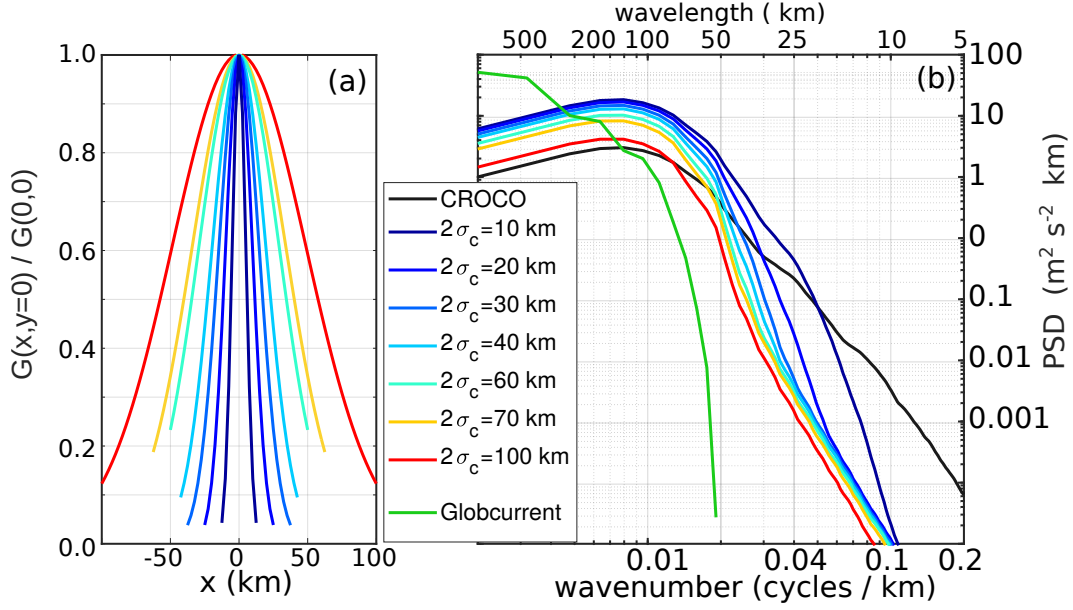 G(x,y=0) / G(0,0)
1.0
0.8
0.6
0.4
0.2
0.0
(a)
-50 0 50 100
x (km)
CROCO
2σc=10 km
2σc=20 km
2σc=30 km
2σc=40 km
2σc=60 km
2σc=70 km
2σc=100 km
Globcurrent
wavelength ( km)
500 200 100 50 25 10 5
(b)
100
10
1
0
0.1
0.01
0.001
PSD (m² s⁻² km)
0.01 0.02 0.04 0.1 0.2
wavenumber (cycles / km)